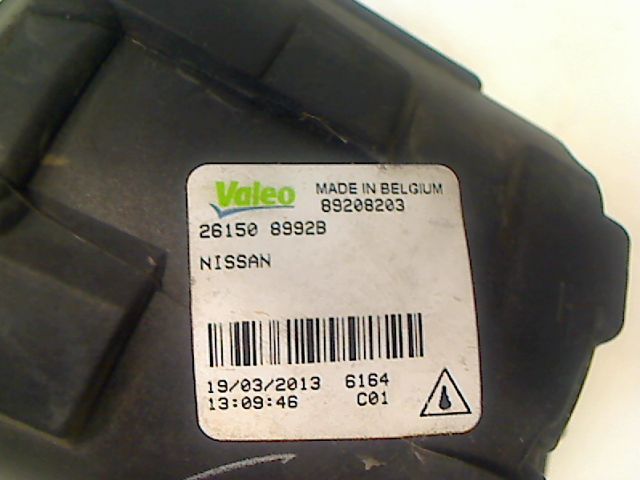 Valeo MADE IN BELGIUM
89208203
26150 8992B
NISSAN
19/03/2013 6164
13:09:46 C01